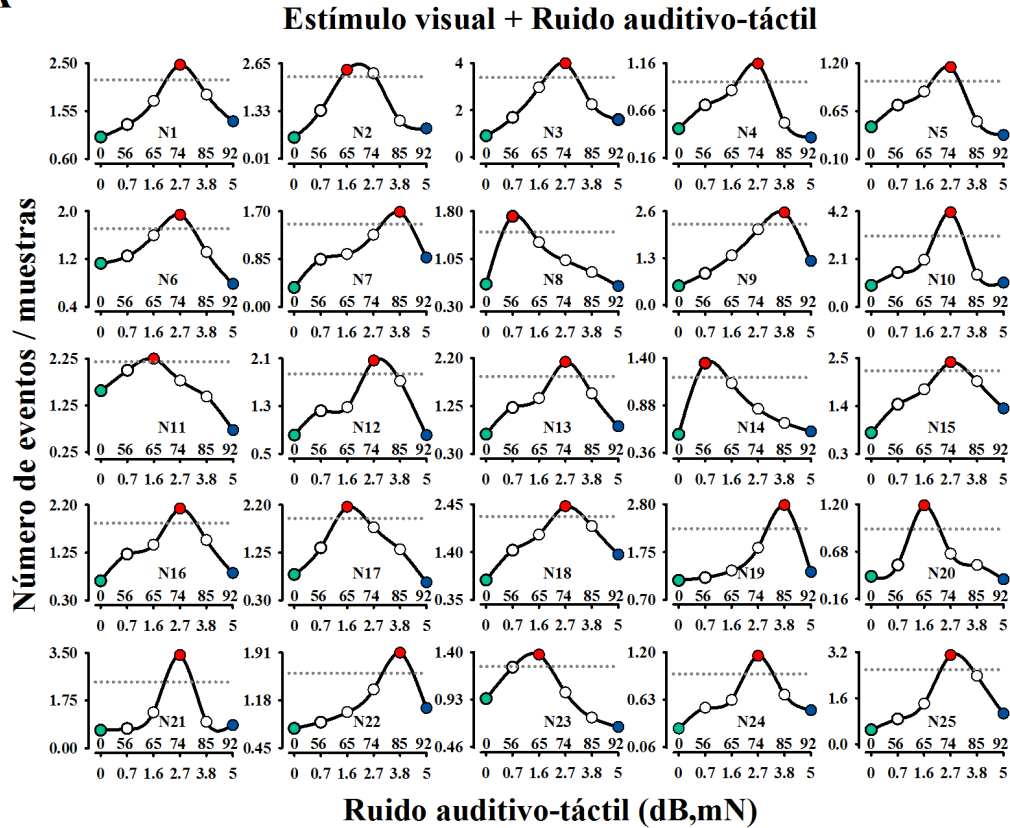 Estímulo visual + Ruido auditivo-táctil
Número de eventos / muestras
2.50 2.65 4 1.16 1.20
1.55 1.33 2 0.66 0.65
N1 N2 N3 N4 N5
0.60 0 56 65 74 85 92 0.01 0 56 65 74 85 92 0 0 56 65 74 85 92 0.16 0 56 65 74 85 92 0.10 0 56 65 74 85 92
0 0.7 1.6 2.7 3.8 5 0 0.7 1.6 2.7 3.8 5 0 0.7 1.6 2.7 3.8 5 0 0.7 1.6 2.7 3.8 5 0 0.7 1.6 2.7 3.8 5
2.0 1.70 1.80 2.6 4.2
1.2 0.85 1.05 1.3 2.1
N6 N7 N8 N9 N10
0.4 0 56 65 74 85 92 0.00 0 56 65 74 85 92 0.30 0 56 65 74 85 92 0.0 0 56 65 74 85 92 0.0 0 56 65 74 85 92
0 0.7 1.6 2.7 3.8 5 0 0.7 1.6 2.7 3.8 5 0 0.7 1.6 2.7 3.8 5 0 0.7 1.6 2.7 3.8 5 0 0.7 1.6 2.7 3.8 5
2.25 2.1 2.20 1.40 2.5
1.25 1.3 1.25 0.88 1.4
N11 N12 N13 N14 N15
0.25 0 56 65 74 85 92 0.5 0 56 65 74 85 92 0.30 0 56 65 74 85 92 0.36 0 56 65 74 85 92 0.3 0 56 65 74 85 92
0 0.7 1.6 2.7 3.8 5 0 0.7 1.6 2.7 3.8 5 0 0.7 1.6 2.7 3.8 5 0 0.7 1.6 2.7 3.8 5 0 0.7 1.6 2.7 3.8 5
2.20 2.20 2.45 2.80 1.20
1.25 1.25 1.40 1.75 0.68
N16 N17 N18 N19 N20
0.30 0 56 65 74 85 92 0.30 0 56 65 74 85 92 0.35 0 56 65 74 85 92 0.70 0 56 65 74 85 92 0.16 0 56 65 74 85 92
0 0.7 1.6 2.7 3.8 5 0 0.7 1.6 2.7 3.8 5 0 0.7 1.6 2.7 3.8 5 0 0.7 1.6 2.7 3.8 5 0 0.7 1.6 2.7 3.8 5
3.50 1.91 1.40 1.20 3.2
1.75 1.18 0.93 0.63 1.6
N21 N22 N23 N24 N25
0.00 0 56 65 74 85 92 0.45 0 56 65 74 85 92 0.46 0 56 65 74 85 92 0.06 0 56 65 74 85 92 0.0 0 56 65 74 85 92
0 0.7 1.6 2.7 3.8 5 0 0.7 1.6 2.7 3.8 5 0 0.7 1.6 2.7 3.8 5 0 0.7 1.6 2.7 3.8 5 0 0.7 1.6 2.7 3.8 5
Ruido auditivo-táctil (dB,mN)